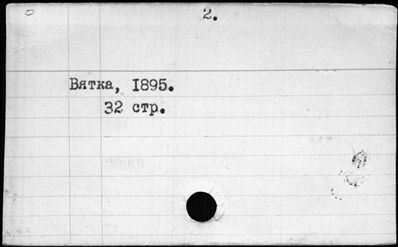 2.
Вятка, 1895.
32 стр.